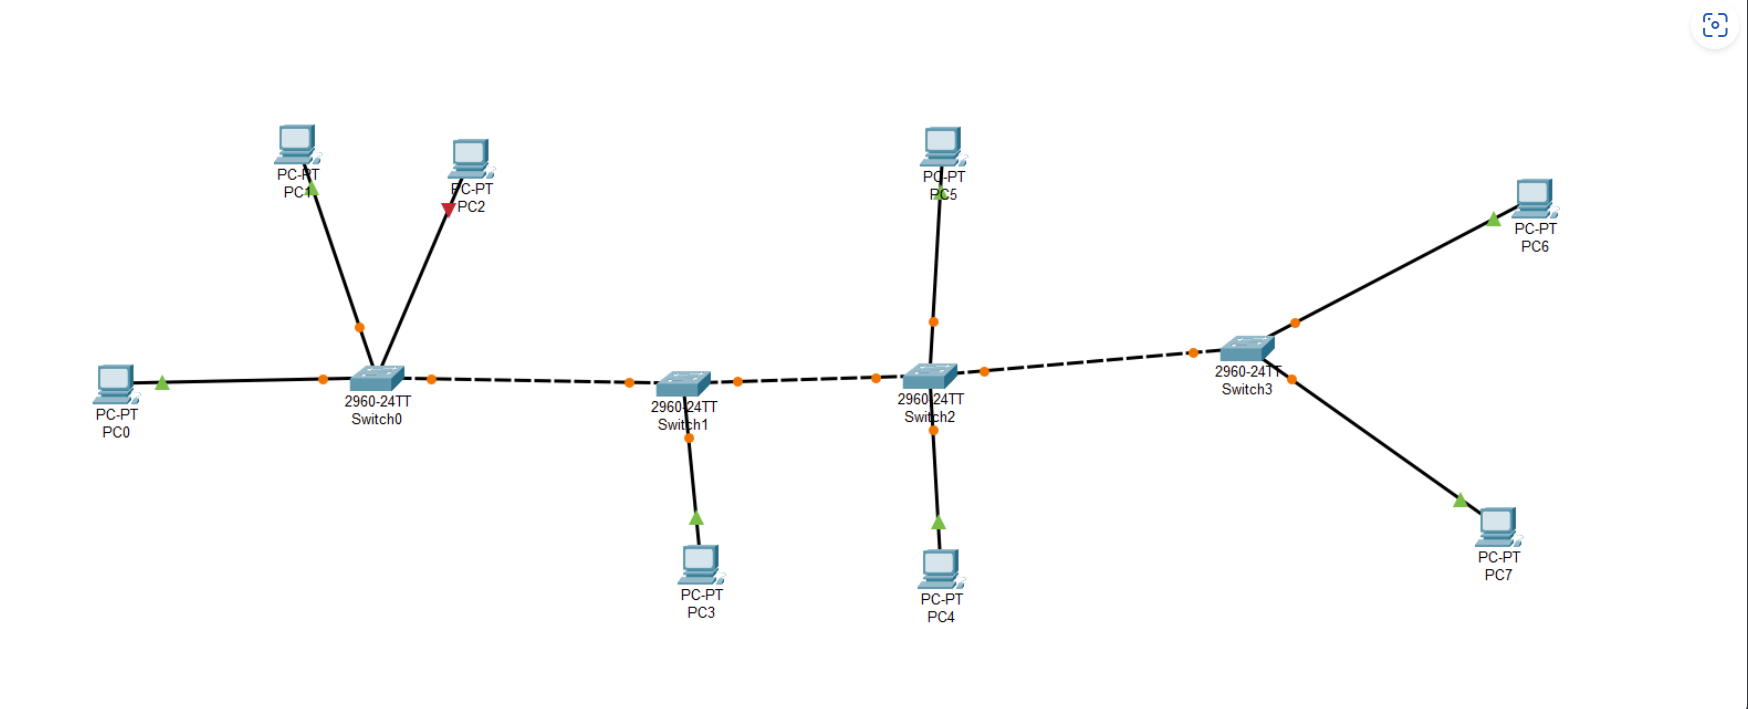 PC-PT
PC1
PC-PT
PC2
PC-PT
PC5
PC-PT
PC6
PC-PT
PC0
2960-24TT
Switch0
2960-24TT
Switch1
2960-24TT
Switch2
2960-24TT
Switch3
PC-PT
PC3
PC-PT
PC4
PC-PT
PC7